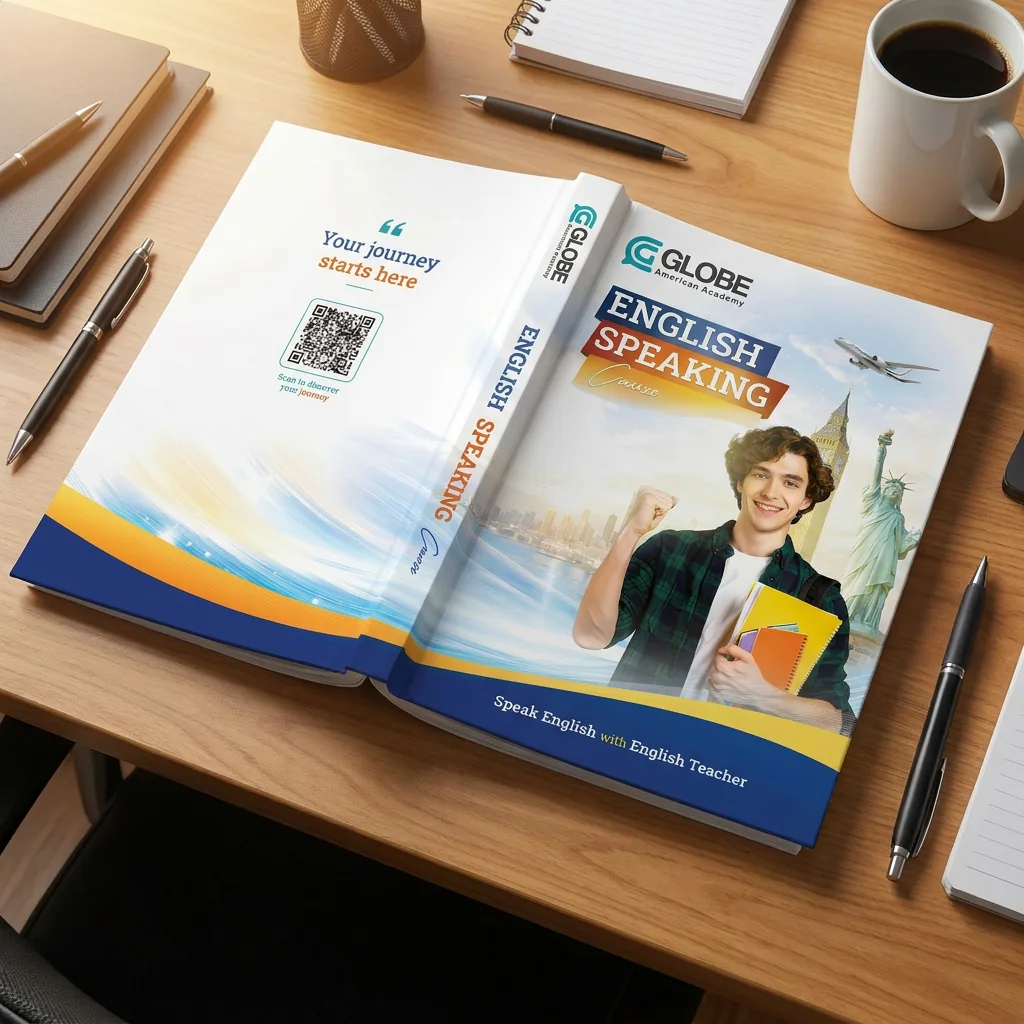 Your journey
starts here
Scan to discover
your journey
GLOBE
American Academy
ENGLISH SPEAKING Course
GLOBE
American Academy
ENGLISH
SPEAKING
Course
Speak English with English Teacher